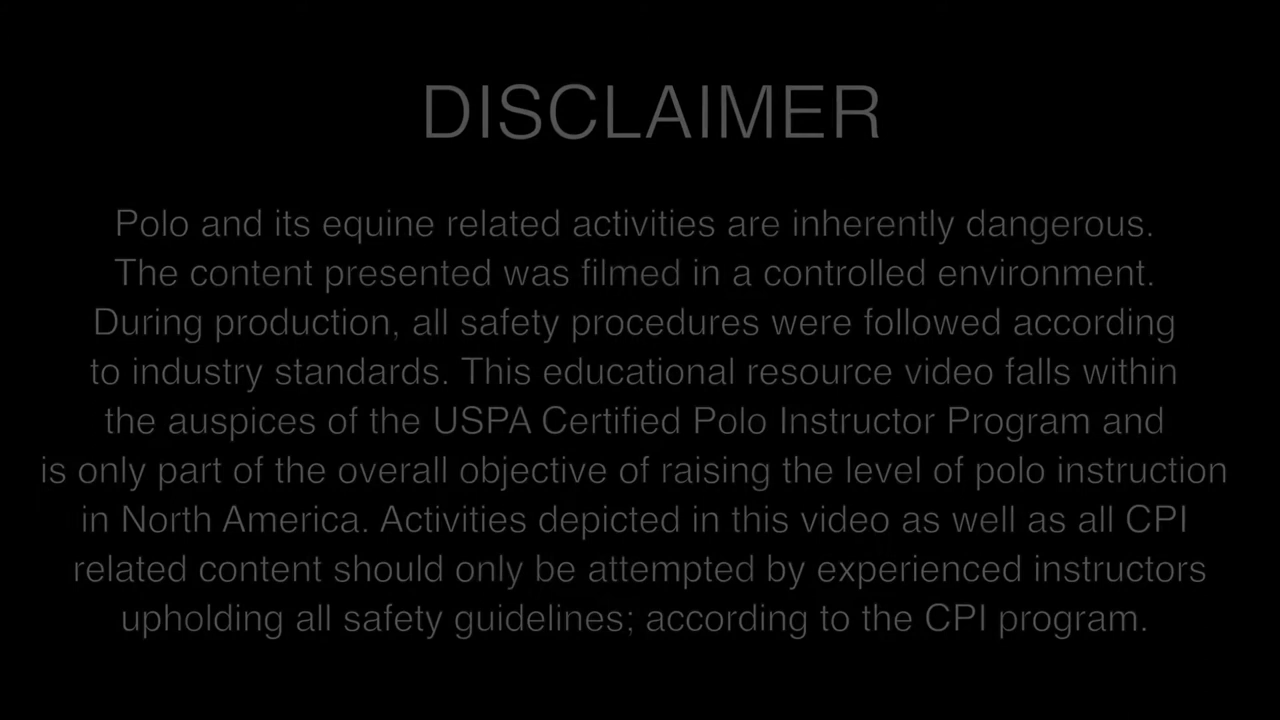 DISCLAIMER
Polo and its equine related activities are inherently dangerous.
The content presented was filmed in a controlled environment.
During production, all safety procedures were followed according
to industry standards. This educational resource video falls within
the auspices of the USPA Certified Polo Instructor Program and
is only part of the overall objective of raising the level of polo instruction
in North America. Activities depicted in this video as well as all CPI
related content should only be attempted by experienced instructors
upholding all safety guidelines; according to the CPI program.